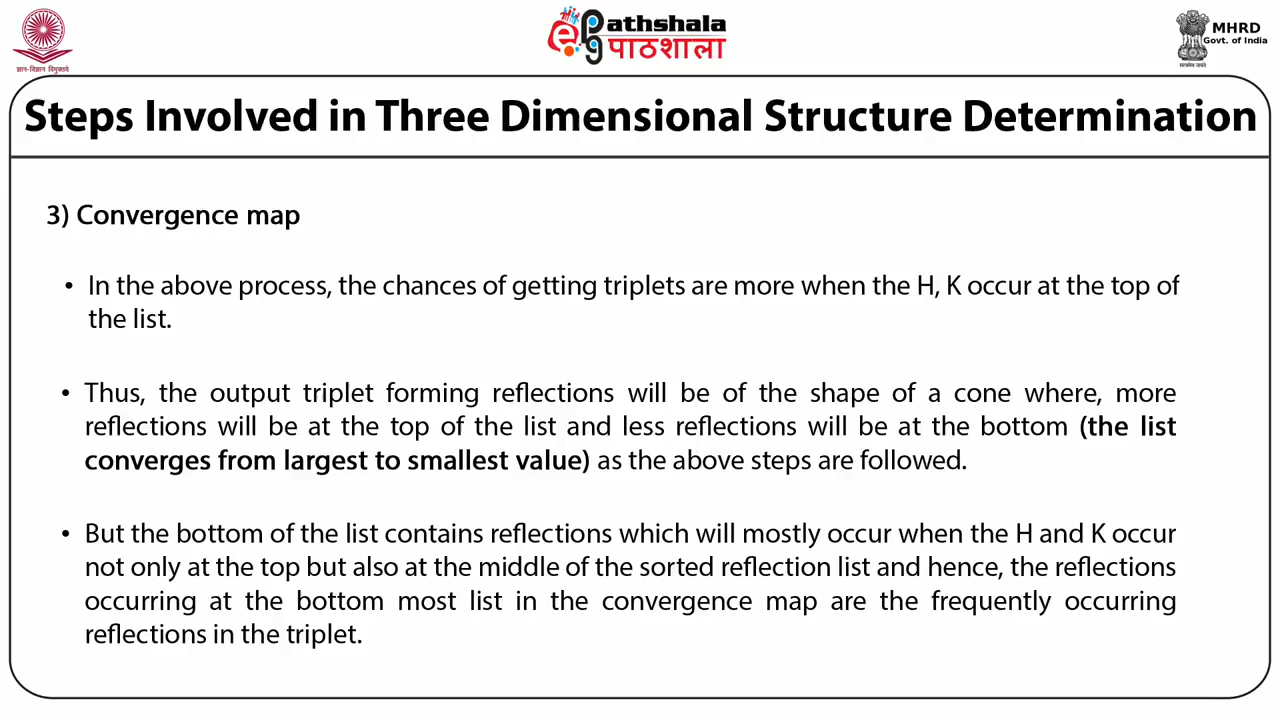 ज्ञान-विज्ञान विमुक्तये
epg
athshala
पाठशाला
सत्यमेव जयते
MHRD
Govt. of India
Steps Involved in Three Dimensional Structure Determination
3) Convergence map
• In the above process, the chances of getting triplets are more when the H, K occur at the top of
the list.
• Thus, the output triplet forming reflections will be of the shape of a cone where, more
reflections will be at the top of the list and less reflections will be at the bottom (the list
converges from largest to smallest value) as the above steps are followed.
• But the bottom of the list contains reflections which will mostly occur when the H and K occur
not only at the top but also at the middle of the sorted reflection list and hence, the reflections
occurring at the bottom most list in the convergence map are the frequently occurring
reflections in the triplet.